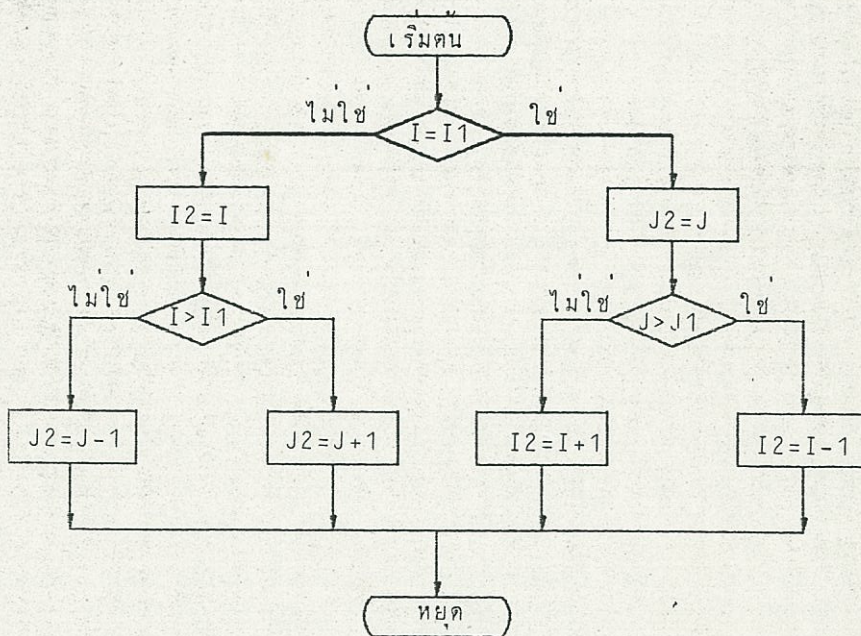 เริ่มต้น
ไม่ใช่
I=I1
ใช่
I2=I
J2=J
ไม่ใช่
I>I1
ใช่
ไม่ใช่
J>J1
ใช่
J2=J-1
J2=J+1
I2=I+1
I2=I-1
หยุด